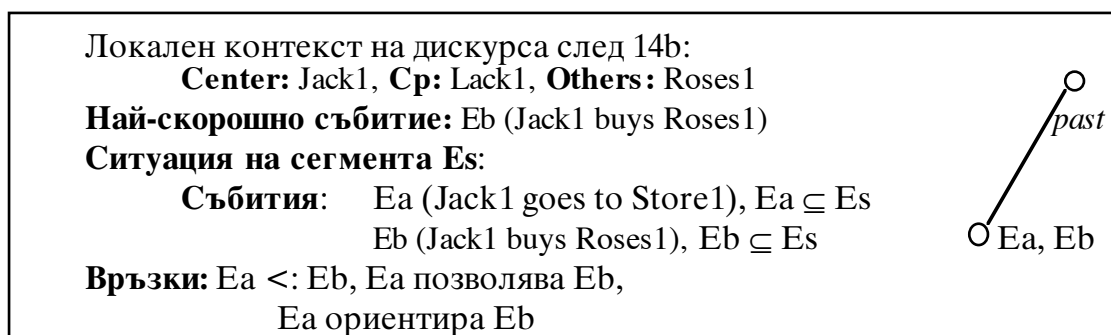 Локален контекст на дискурса след 14b:
Center: Jack1, Cp: Lack1, Others: Roses1
Най-скорошно събитие: Eb (Jack1 buys Roses1)
past
Ситуация на сегмента Es:
Събития: Ea (Jack1 goes to Store1), Ea ⊆ Es
Eb (Jack1 buys Roses1), Eb ⊆ Es
Ea, Eb
Връзки: Ea <: Eb, Ea позволява Eb,
Ea ориентира Eb